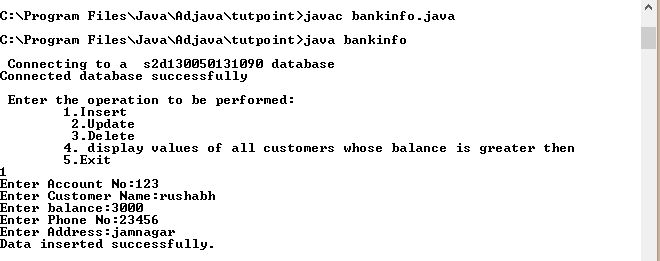 C:\Program Files\Java\Adjava\tutpoint>javac bankinfo.java
C:\Program Files\Java\Adjava\tutpoint>java bankinfo
Connecting to a  s2d130050131090 database
Connected database successfully
Enter the operation to be performed:
1.Insert
2.Update
3.Delete
4. display values of all customers whose balance is greater then
5.Exit
1
Enter Account No:123
Enter Customer Name:rushabh
Enter balance:3000
Enter Phone No:23456
Enter Address:jamnagar
Data inserted successfully.